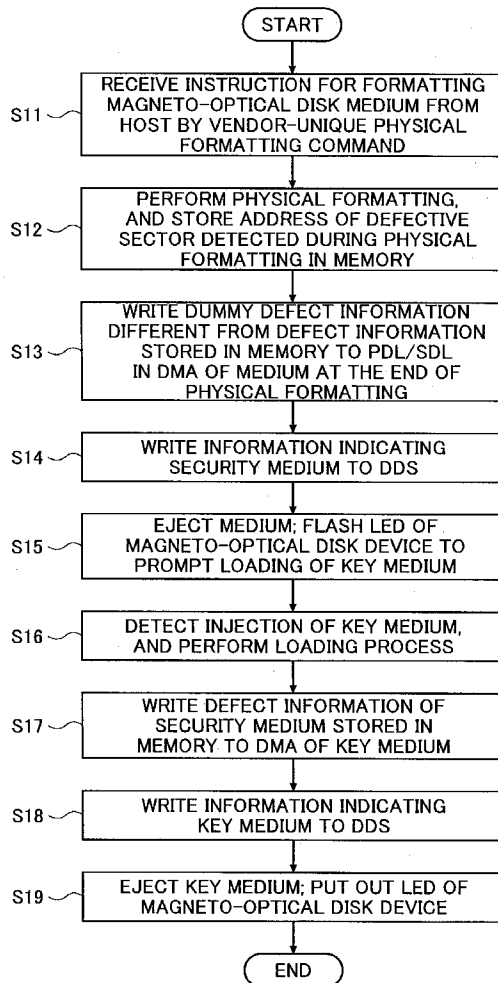 START
S11
RECEIVE INSTRUCTION FOR FORMATTING
MAGNETO-OPTICAL DISK MEDIUM FROM
HOST BY VENDOR-UNIQUE PHYSICAL
FORMATTING COMMAND
S12
PERFORM PHYSICAL FORMATTING,
AND STORE ADDRESS OF DEFECTIVE
SECTOR DETECTED DURING PHYSICAL
FORMATTING IN MEMORY
S13
WRITE DUMMY DEFECT INFORMATION
DIFFERENT FROM DEFECT INFORMATION
STORED IN MEMORY TO PDL/SDL
IN DMA OF MEDIUM AT THE END OF
PHYSICAL FORMATTING
S14
WRITE INFORMATION INDICATING
SECURITY MEDIUM TO DDS
S15
EJECT MEDIUM; FLASH LED OF
MAGNETO-OPTICAL DISK DEVICE TO
PROMPT LOADING OF KEY MEDIUM
S16
DETECT INJECTION OF KEY MEDIUM,
AND PERFORM LOADING PROCESS
S17
WRITE DEFECT INFORMATION OF
SECURITY MEDIUM STORED IN
MEMORY TO DMA OF KEY MEDIUM
S18
WRITE INFORMATION INDICATING
KEY MEDIUM TO DDS
S19
EJECT KEY MEDIUM; PUT OUT LED OF
MAGNETO-OPTICAL DISK DEVICE
END